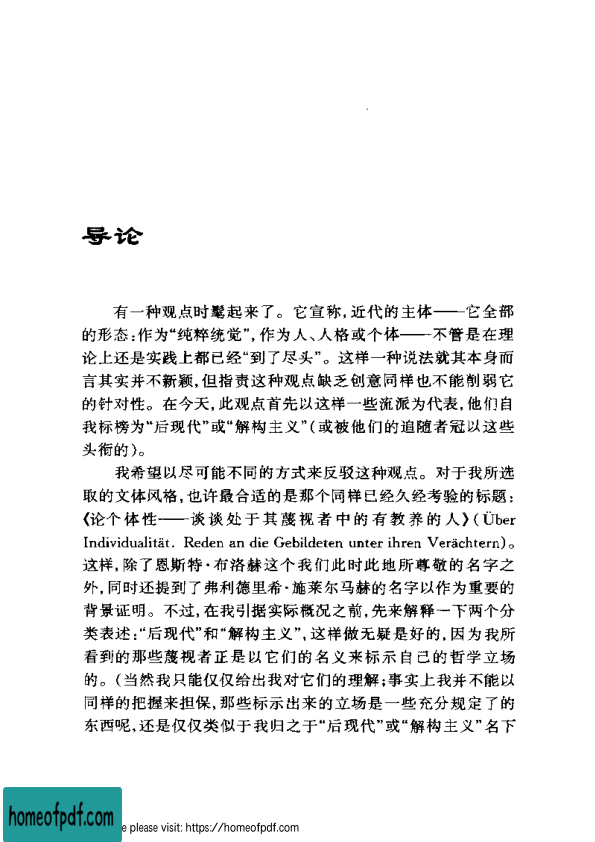 导论
有一种观点时髦起来了。它宣称,近代的主体——它全部
的形态:作为“纯粹统觉”,作为人、人格或个体——不管是在理
论上还是实践上都已经“到了尽头”。这样一种说法就其本身而
言其实并不新颖,但指责这种观点缺乏创意同样也不能削弱它
的针对性。在今天,此观点首先以这样一些流派为代表,他们自
我标榜为“后现代”或“解构主义”(或被他们的追随者冠以这些
头衔的)。
我希望以尽可能不同的方式来反驳这种观点。对于我所选
取的文体风格,也许最合适的是那个同样已经久经考验的标题:
《论个体性——谈谈处于其蔑视者中的有教养的人》(Über
Individualität. Reden an die Gebildeten unter ihren Verächtern)。
这样,除了恩斯特·布洛赫这个我们此时此地所尊敬的名字之
外,同时还提到了弗利德里希·施莱尔马赫的名字以作为重要的
背景证明。不过,在我引据实际概况之前,先来解释一下两个分
类表述:“后现代”和“解构主义”,这样做无疑是好的,因为我所
看到的那些蔑视者正是以它们的名义来标示自己的哲学立场
的。(当然我只能仅仅给出我对它们的理解;事实上我并不能以
同样的把握来担保,那些标示出来的立场是一些充分规定了的
东西呢,还是仅仅类似于我归之于“后现代”或“解构主义”名下
homeofpdf.com
e please visit: https://homeofpdf.com